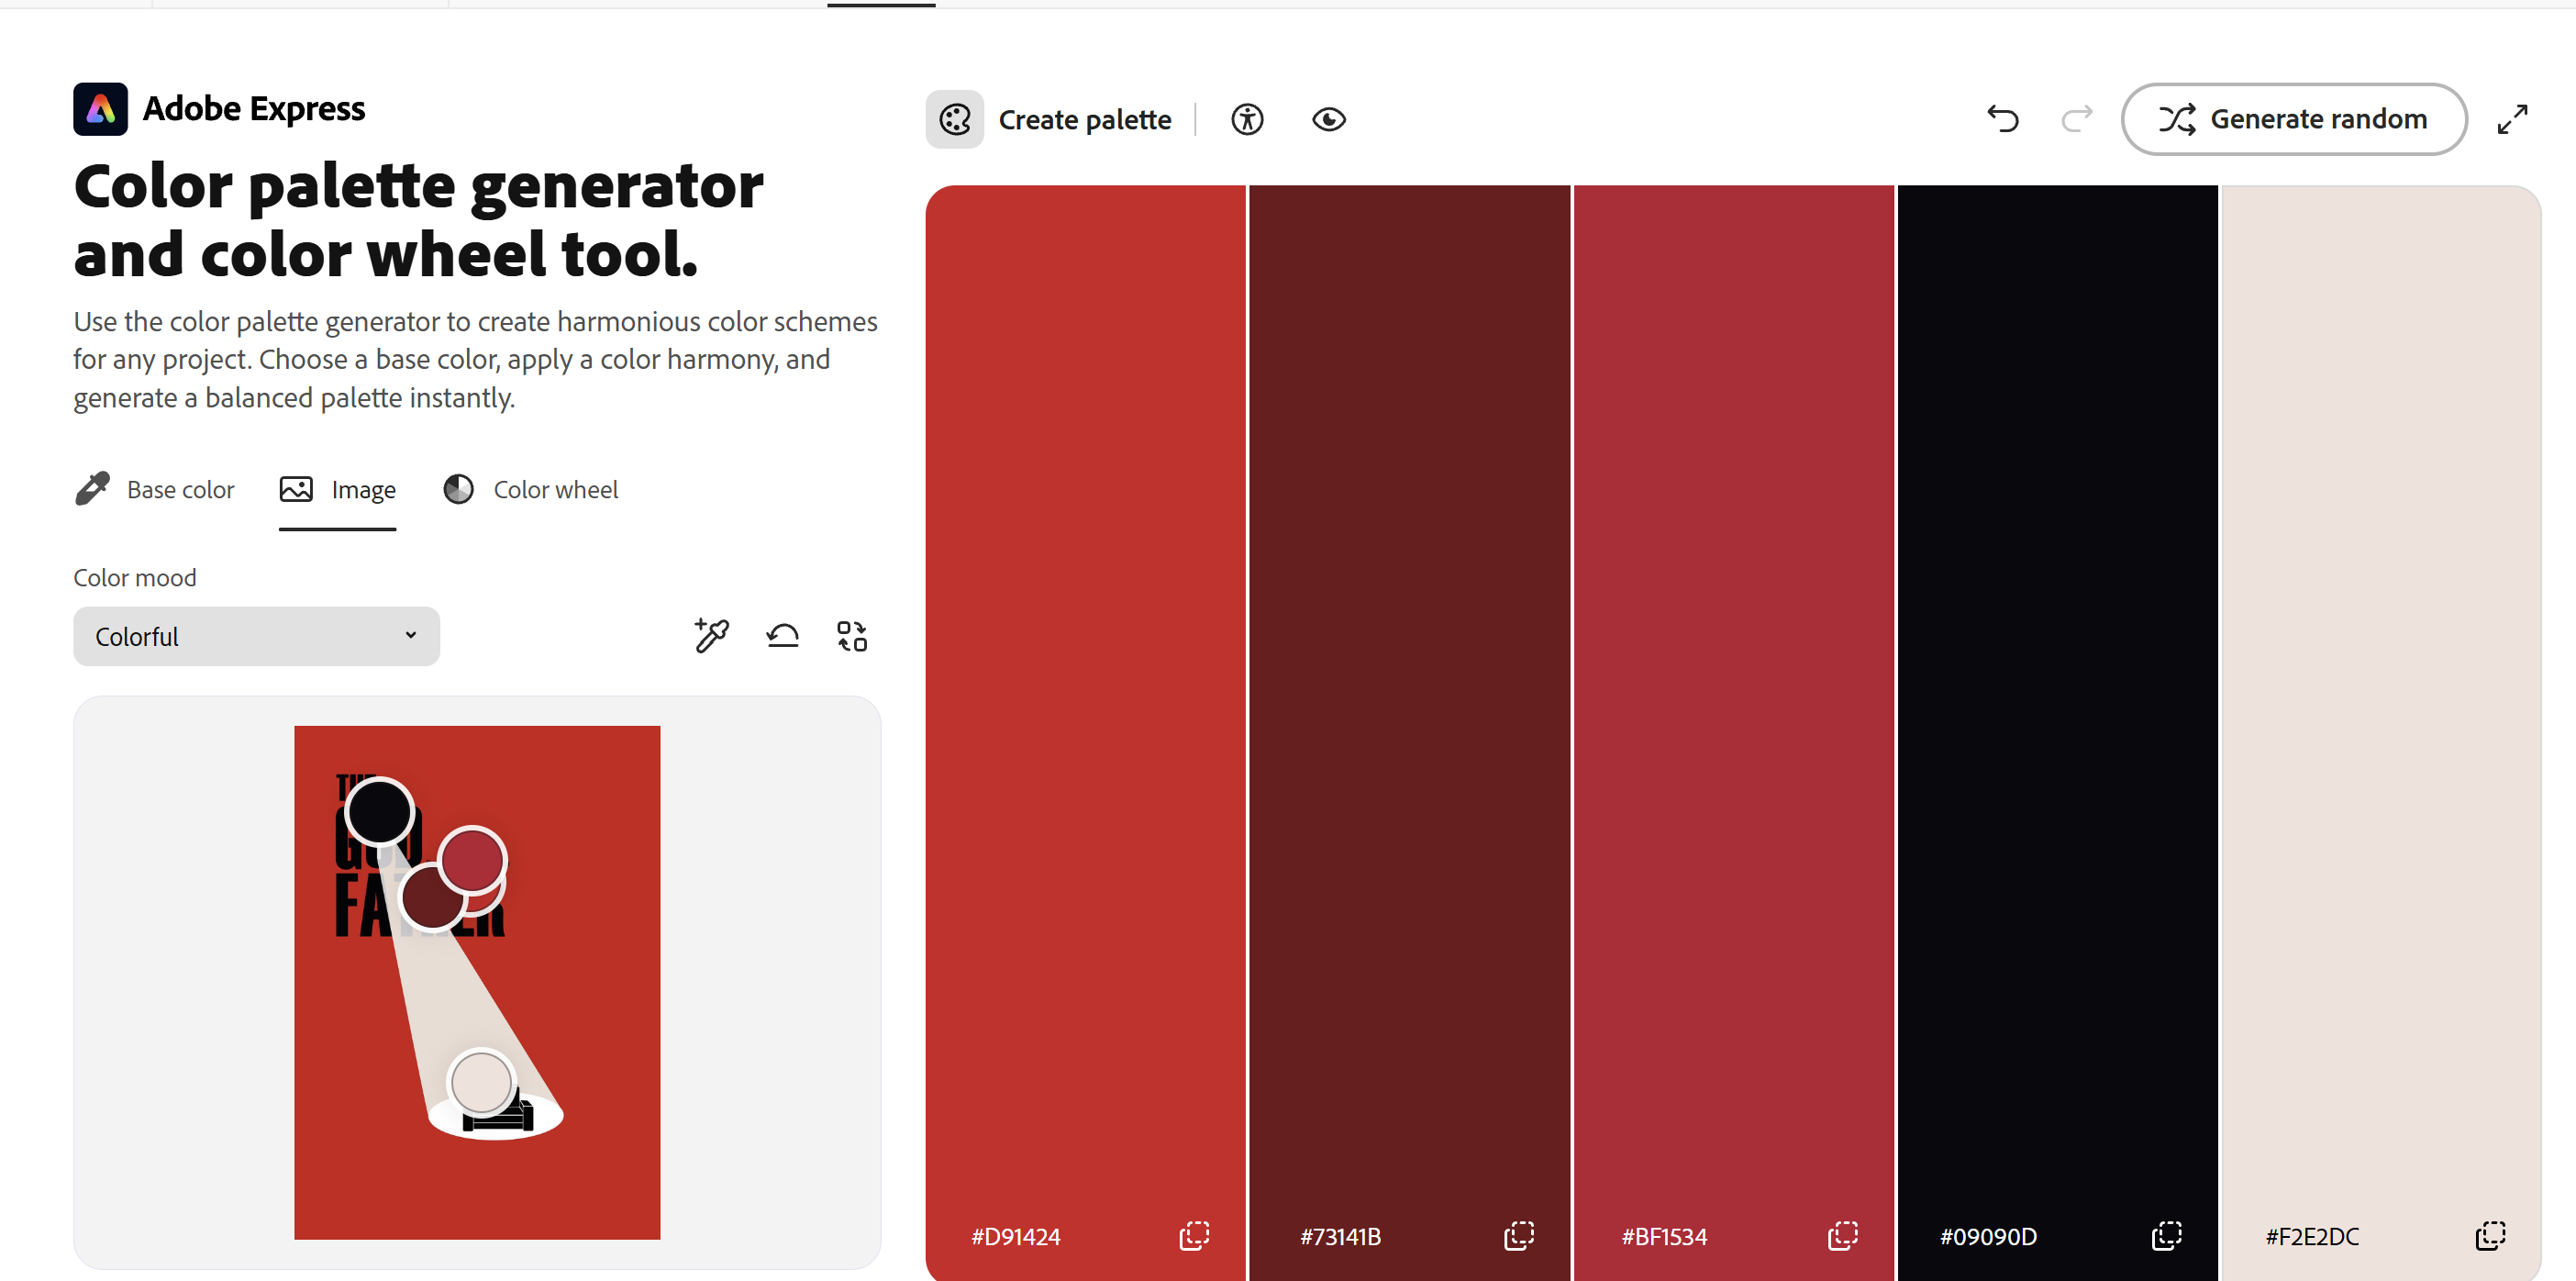 Adobe Express
Color palette generator
and color wheel tool.
Use the color palette generator to create harmonious color schemes
for any project. Choose a base color, apply a color harmony, and
generate a balanced palette instantly.
Base color
Image
Color wheel
Color mood
Colorful
Create palette
Generate random
#D91424
#73141B
#BF1534
#09090D
#F2E2DC